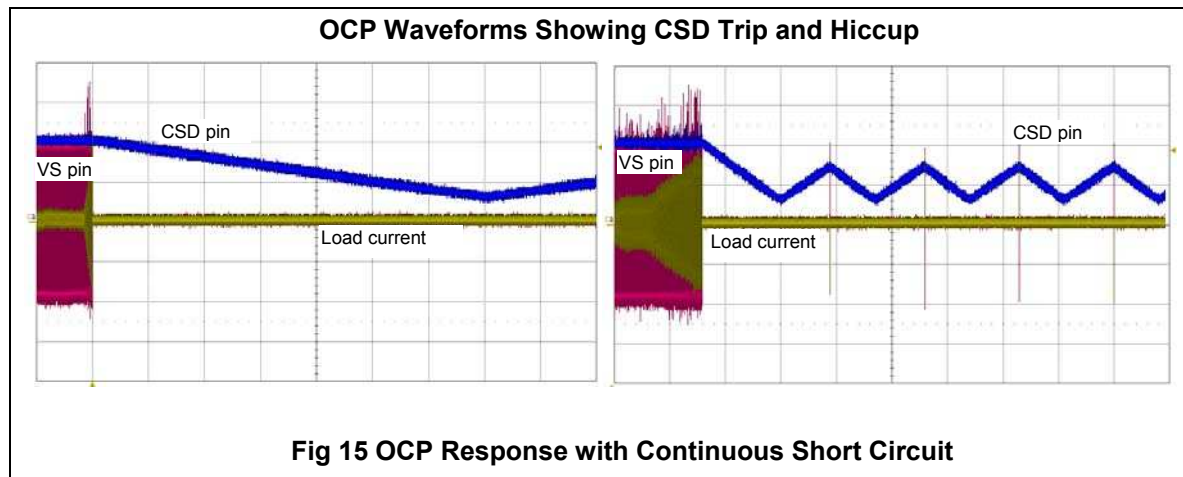 OCP Waveforms Showing CSD Trip and Hiccup
CSD pin
VS pin
Load current
CSD pin
VS pin
Load current
Fig 15 OCP Response with Continuous Short Circuit